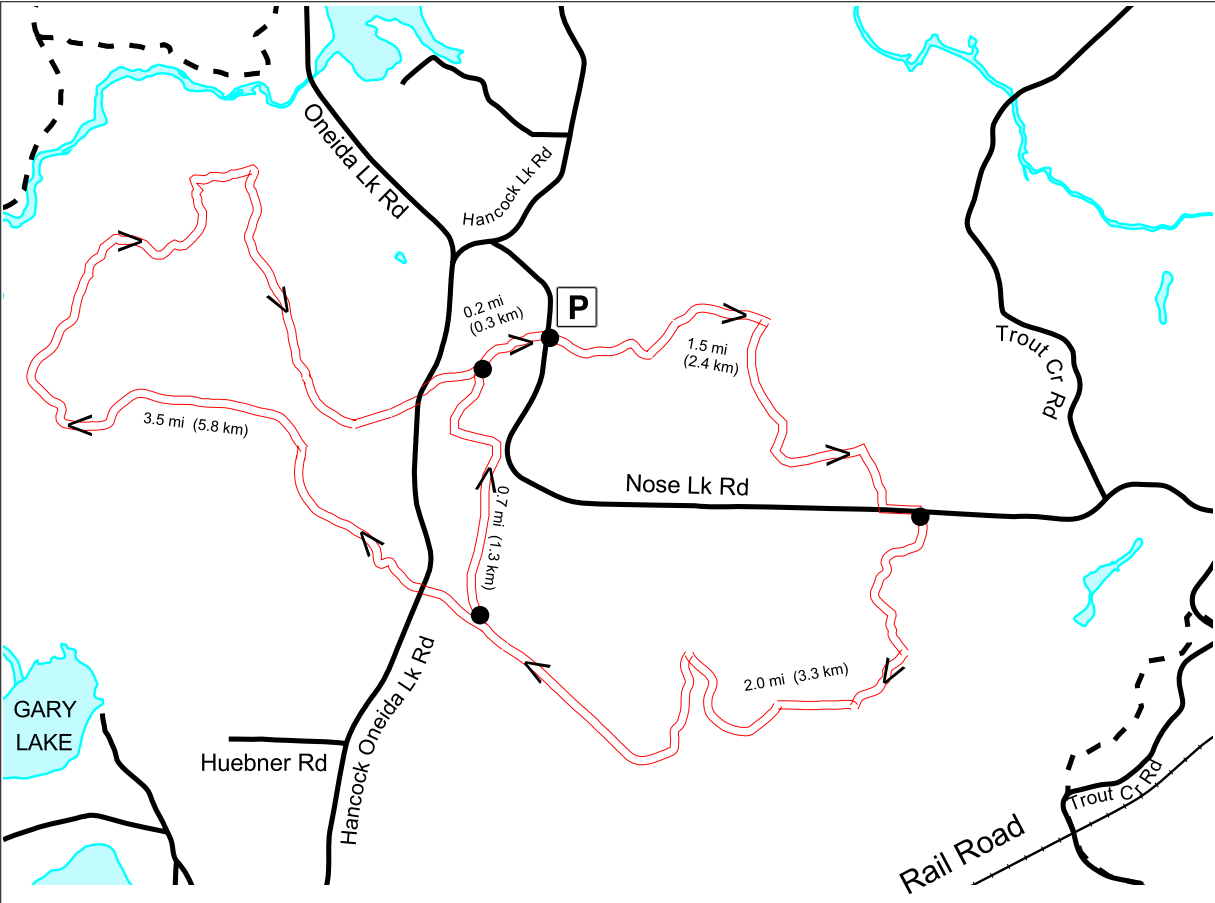 Oneida Lk Rd
Hancock Lk Rd
0.2 mi
(0.3 km)
P
1.5 mi
(2.4 km)
Trout Cr Rd
3.5 mi (5.8 km)
Nose Lk Rd
0.7 mi (1.3 km)
2.0 mi (3.3 km)
GARY
LAKE
Huebner Rd
Hancock Oneida Lk Rd
Trout Cr Rd
Rail Road